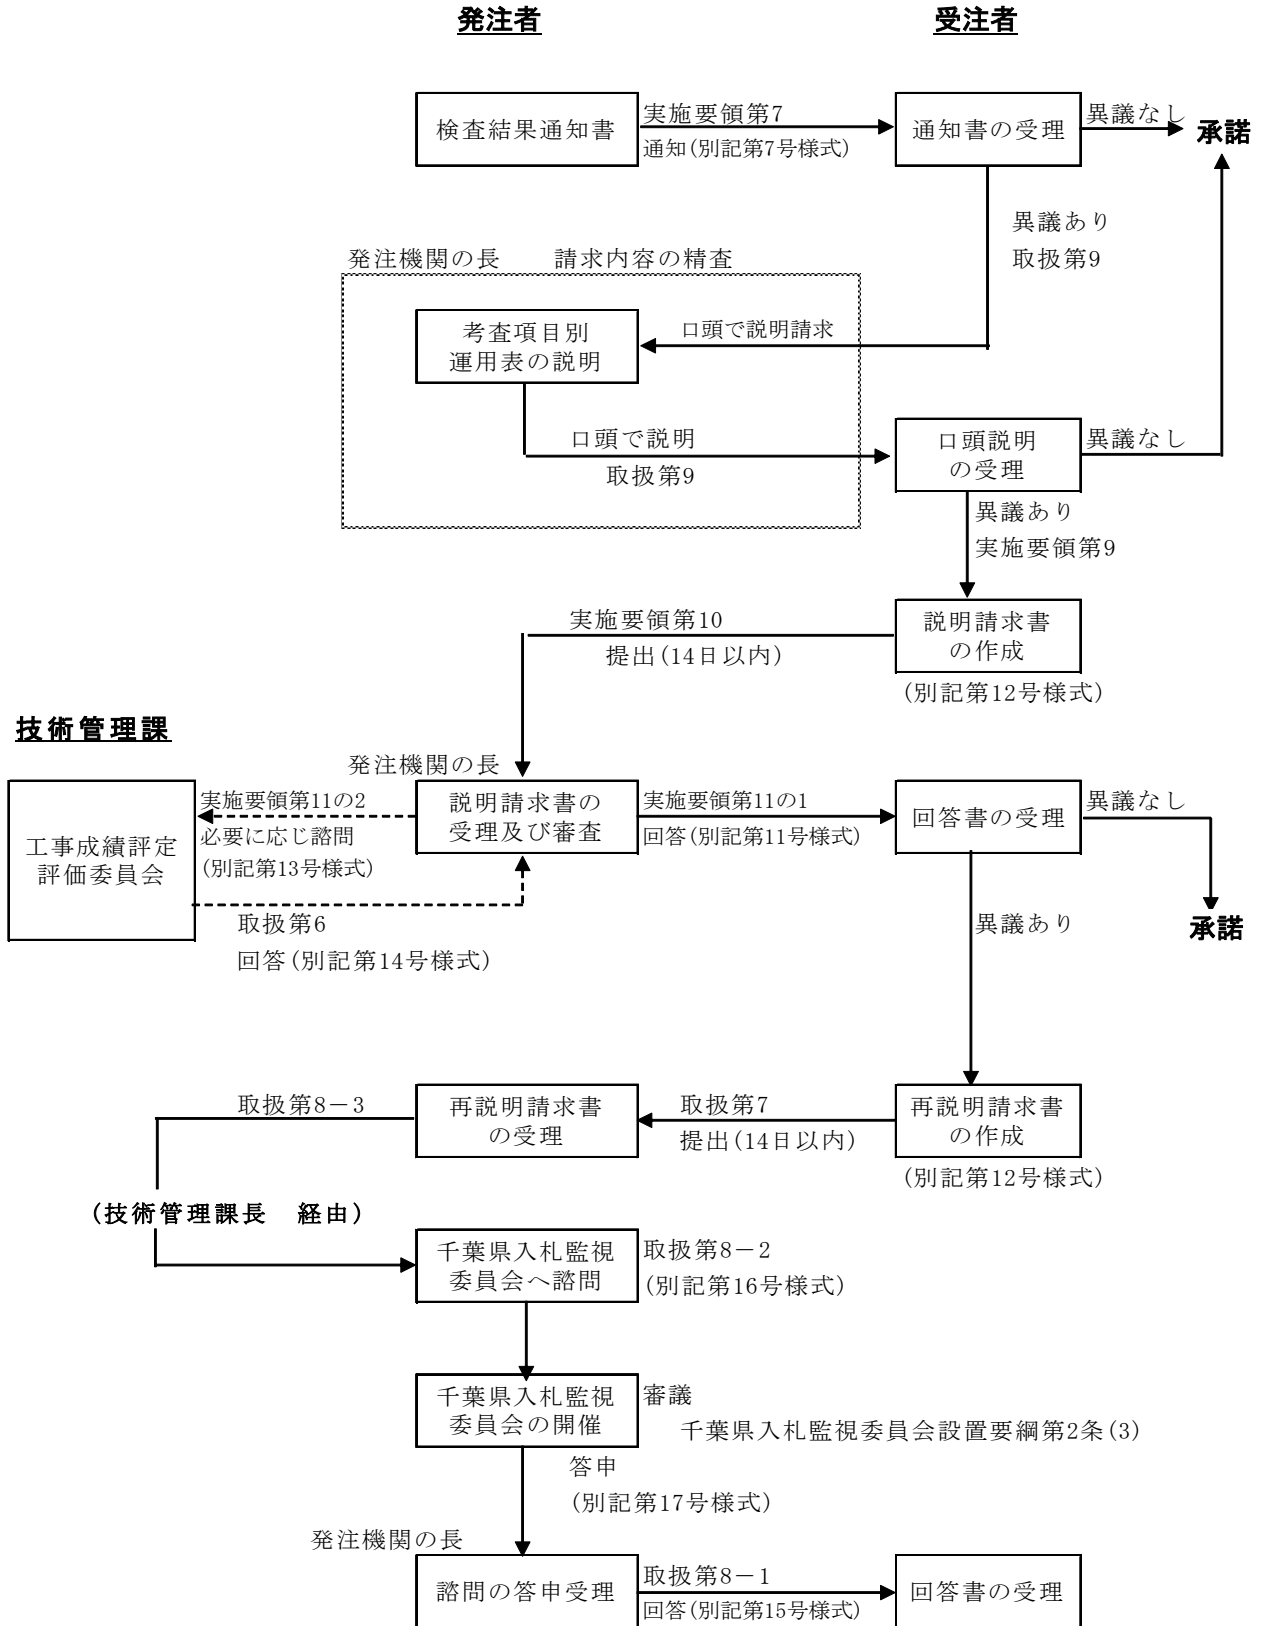 発注者
受注者
検査結果通知書
実施要領第7
通知(別記第7号様式)
通知書の受理
異議なし
承諾
異議あり
取扱第9
発注機関の長　　請求内容の精査
考査項目別
運用表の説明
口頭で説明請求
口頭で説明
取扱第9
口頭説明
の受理
異議なし
異議あり
実施要領第9
実施要領第10
提出(14日以内)
説明請求書
の作成
(別記第12号様式)
技術管理課
発注機関の長
工事成績評定
評価委員会
実施要領第11の2
必要に応じ諮問
(別記第13号様式)
説明請求書の
受理及び審査
実施要領第11の1
回答(別記第11号様式)
回答書の受理
異議なし
承諾
取扱第6
回答(別記第14号様式)
異議あり
取扱第8－3
再説明請求書
の受理
取扱第7
提出(14日以内)
再説明請求書
の作成
(別記第12号様式)
(技術管理課長　経由)
千葉県入札監視
委員会へ諮問
取扱第8－2
(別記第16号様式)
千葉県入札監視
委員会の開催
審議
千葉県入札監視委員会設置要綱第2条(3)
答申
(別記第17号様式)
発注機関の長
諮問の答申受理
取扱第8－1
回答(別記第15号様式)
回答書の受理